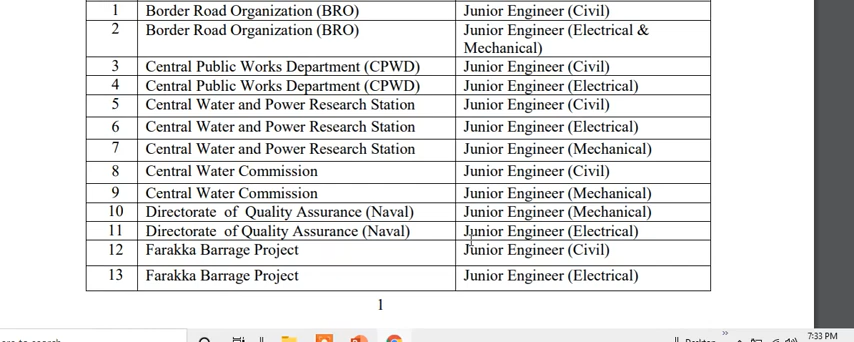 1 Border Road Organization (BRO) Junior Engineer (Civil)
2 Border Road Organization (BRO) Junior Engineer (Electrical &
Mechanical)
3 Central Public Works Department (CPWD) Junior Engineer (Civil)
4 Central Public Works Department (CPWD) Junior Engineer (Electrical)
5 Central Water and Power Research Station Junior Engineer (Civil)
6 Central Water and Power Research Station Junior Engineer (Electrical)
7 Central Water and Power Research Station Junior Engineer (Mechanical)
8 Central Water Commission Junior Engineer (Civil)
9 Central Water Commission Junior Engineer (Mechanical)
10 Directorate of Quality Assurance (Naval) Junior Engineer (Mechanical)
11 Directorate of Quality Assurance (Naval) Junior Engineer (Electrical)
12 Farakka Barrage Project Junior Engineer (Civil)
13 Farakka Barrage Project Junior Engineer (Electrical)
1
to search
7:33 PM